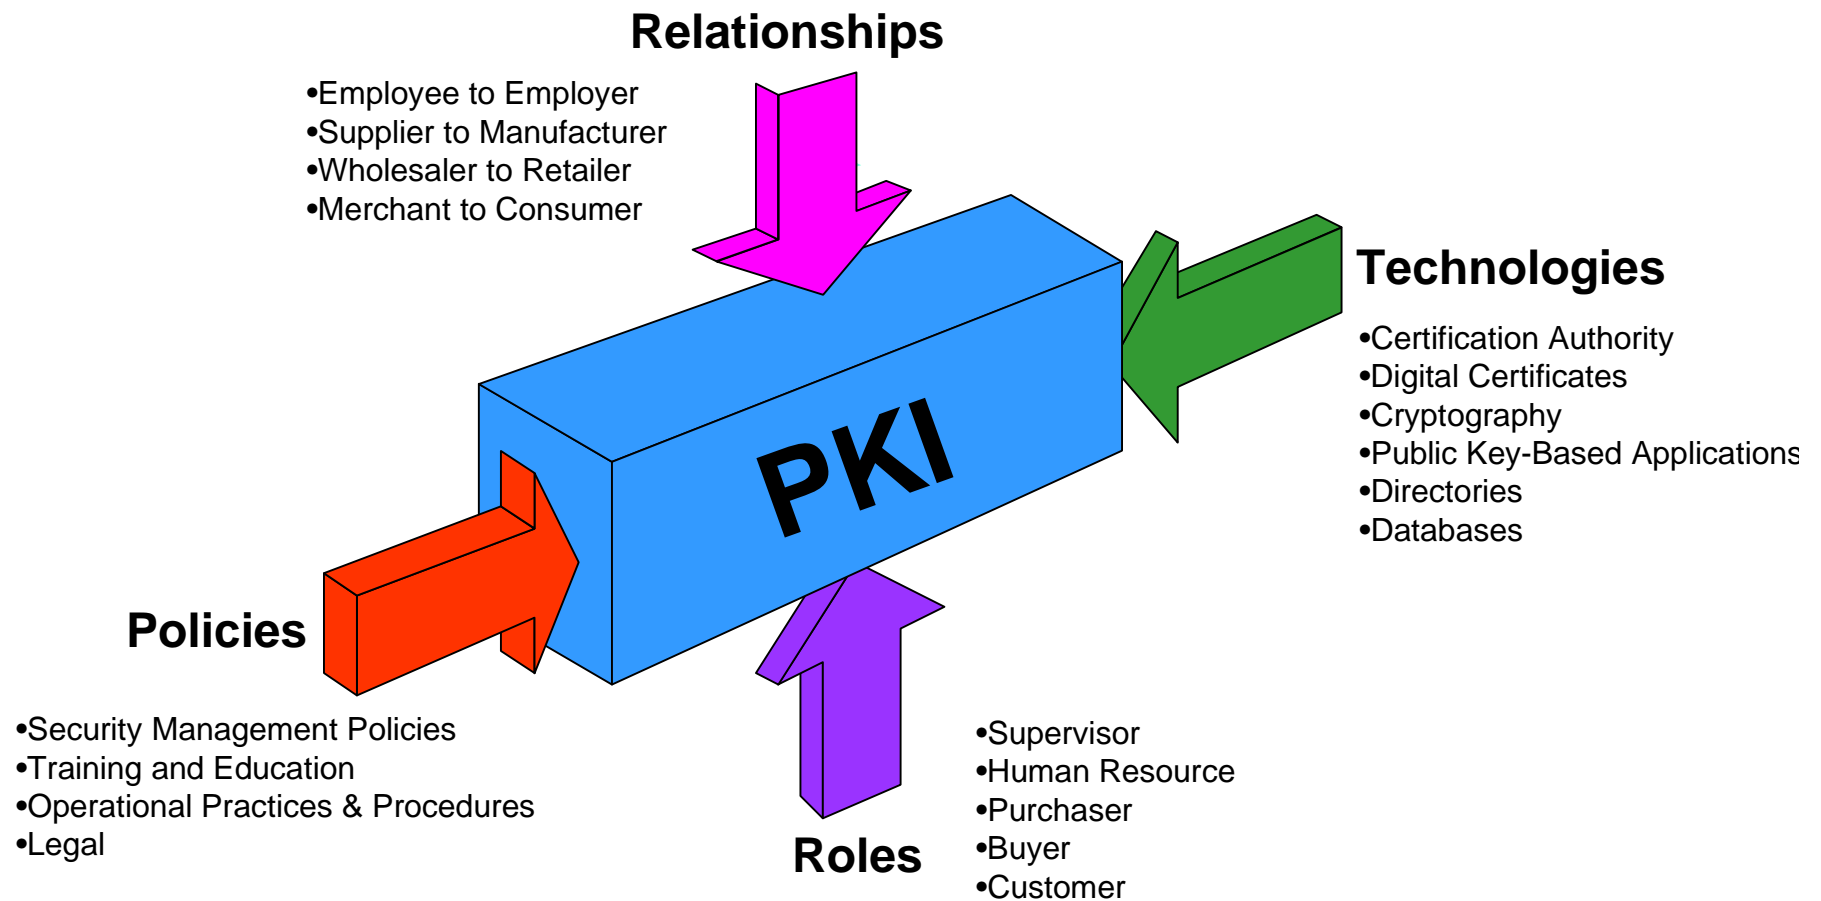 Relationships
•Employee to Employer
•Supplier to Manufacturer
•Wholesaler to Retailer
•Merchant to Consumer
Technologies
•Certification Authority
•Digital Certificates
•Cryptography
•Public Key-Based Applications
•Directories
•Databases
PKI
Policies
•Security Management Policies
•Training and Education
•Operational Practices & Procedures
•Legal
Roles
•Supervisor
•Human Resource
•Purchaser
•Buyer
•Customer